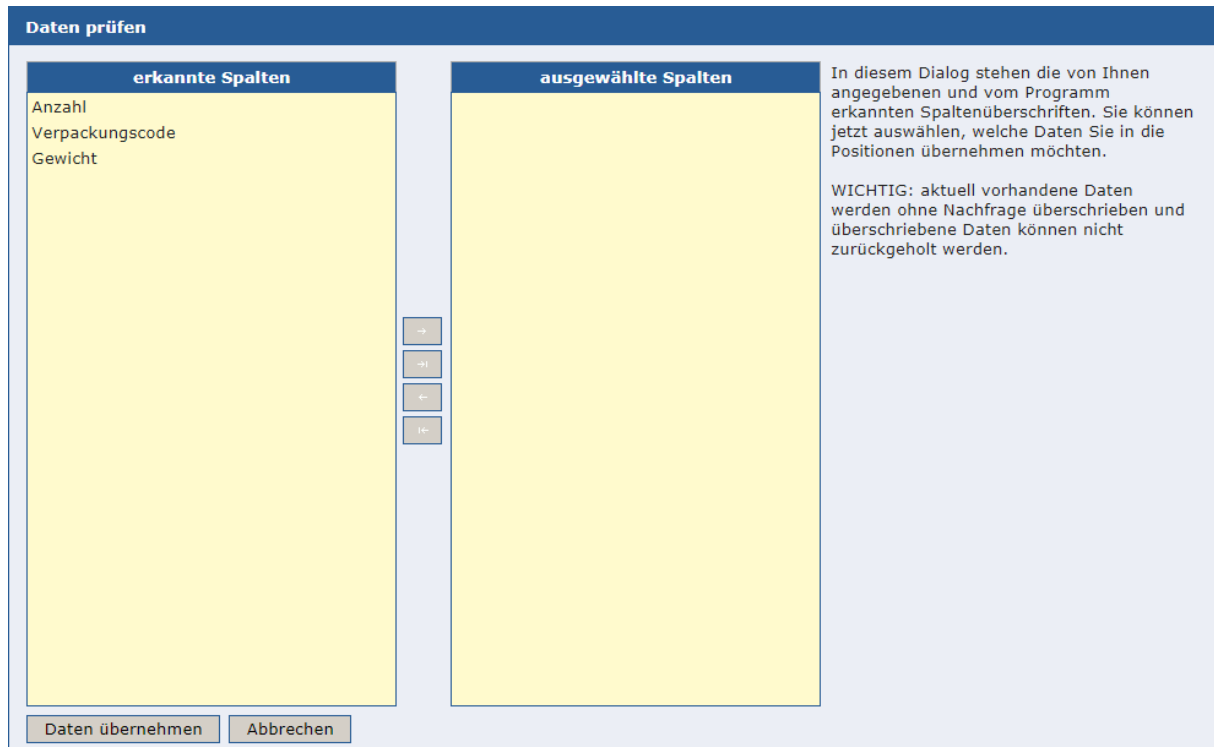 Daten prüfen
erkannte Spalten
Anzahl
Verpackungscode
Gewicht
→
→I
←
I←
ausgewählte Spalten
In diesem Dialog stehen die von Ihnen
angegebenen und vom Programm
erkannten Spaltenüberschriften. Sie können
jetzt auswählen, welche Daten Sie in die
Positionen übernehmen möchten.
WICHTIG: aktuell vorhandene Daten
werden ohne Nachfrage überschrieben und
überschriebene Daten können nicht
zurückgeholt werden.
Daten übernehmen
Abbrechen